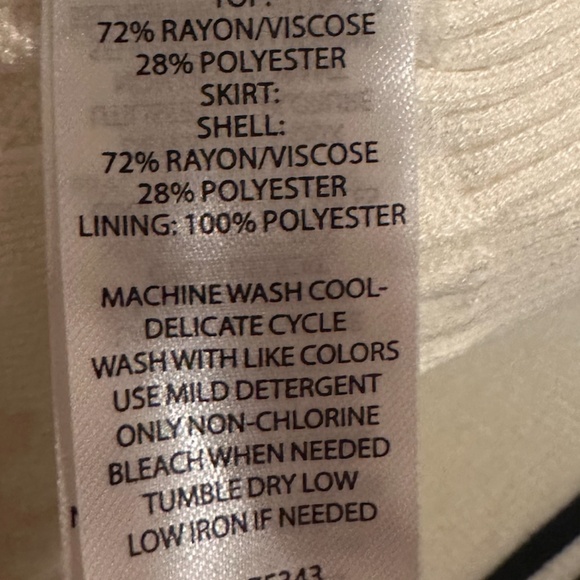 TOP:
72% RAYON/VISCOSE
28% POLYESTER
SKIRT:
SHELL:
72% RAYON/VISCOSE
28% POLYESTER
LINING: 100% POLYESTER
MACHINE WASH COOL-
DELICATE CYCLE
WASH WITH LIKE COLORS
USE MILD DETERGENT
ONLY NON-CHLORINE
BLEACH WHEN NEEDED
TUMBLE DRY LOW
LOW IRON IF NEEDED